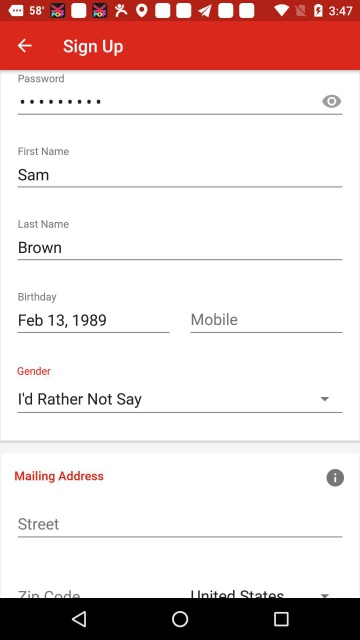 58°
3:47
Sign Up
Password
•••••••••
First Name
Sam
Last Name
Brown
Birthday
Feb 13, 1989
Mobile
Gender
I'd Rather Not Say
Mailing Address
Street
Zip Code
United States